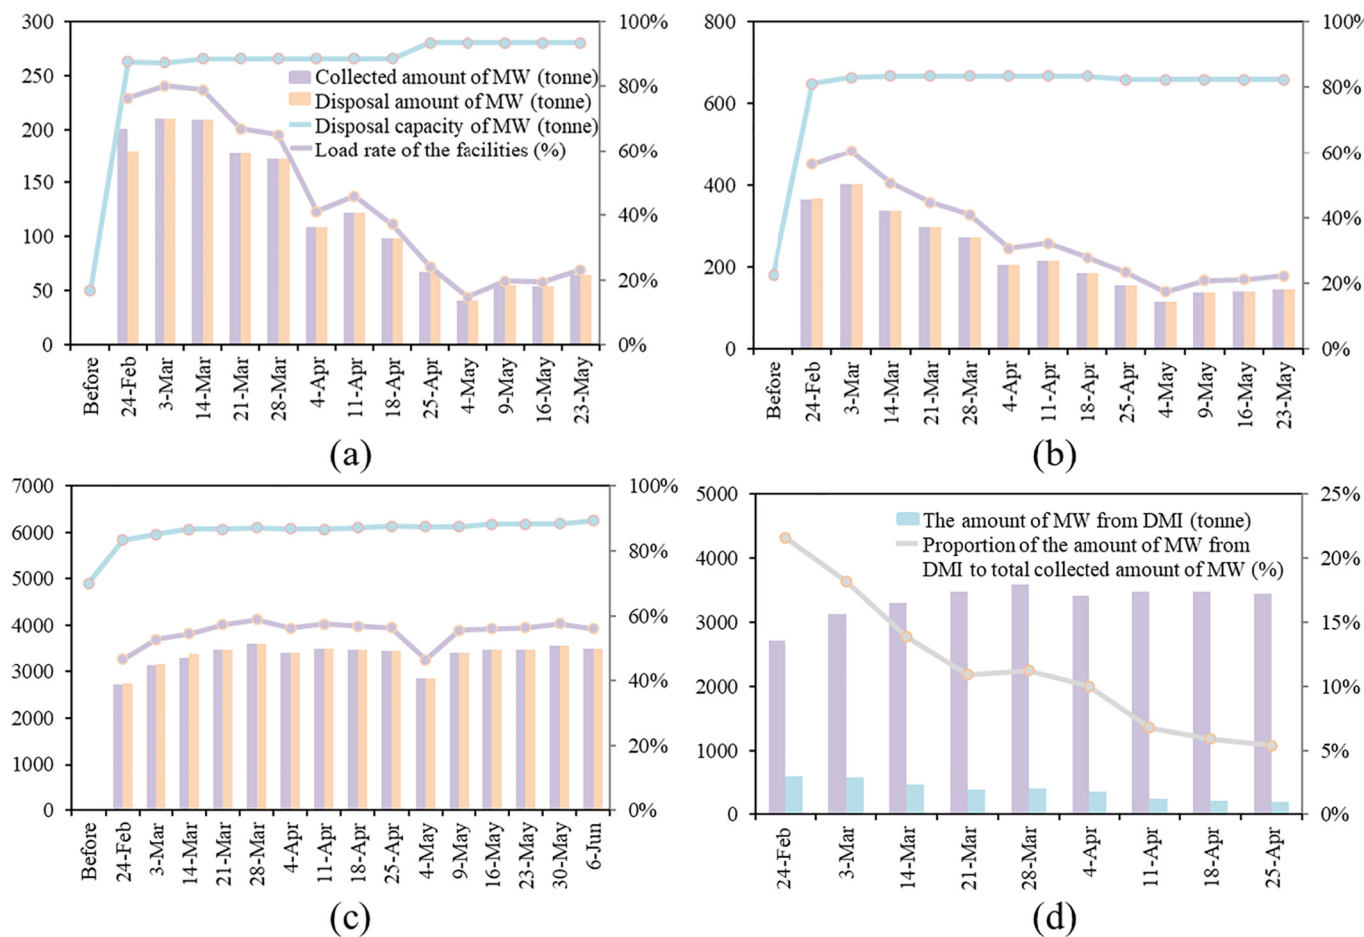 300
250
200
150
100
50
0
100%
80%
60%
40%
20%
0%
Collected amount of MW (tonne)
Disposal amount of MW (tonne)
Disposal capacity of MW (tonne)
Load rate of the facilities (%)
Before
24-Feb
3-Mar
14-Mar
21-Mar
28-Mar
4-Apr
11-Apr
18-Apr
25-Apr
4-May
9-May
16-May
23-May
(a)
800
600
400
200
0
100%
80%
60%
40%
20%
0%
Before
24-Feb
3-Mar
14-Mar
21-Mar
28-Mar
4-Apr
11-Apr
18-Apr
25-Apr
4-May
9-May
16-May
23-May
(b)
7000
6000
5000
4000
3000
2000
1000
0
100%
80%
60%
40%
20%
0%
Before
24-Feb
3-Mar
14-Mar
21-Mar
28-Mar
4-Apr
11-Apr
18-Apr
25-Apr
4-May
9-May
16-May
23-May
30-May
6-Jun
(c)
5000
4000
3000
2000
1000
0
25%
20%
15%
10%
5%
0%
The amount of MW from DMI (tonne)
Proportion of the amount of MW from
DMI to total collected amount of MW (%)
24-Feb
3-Mar
14-Mar
21-Mar
28-Mar
4-Apr
11-Apr
18-Apr
25-Apr
(d)